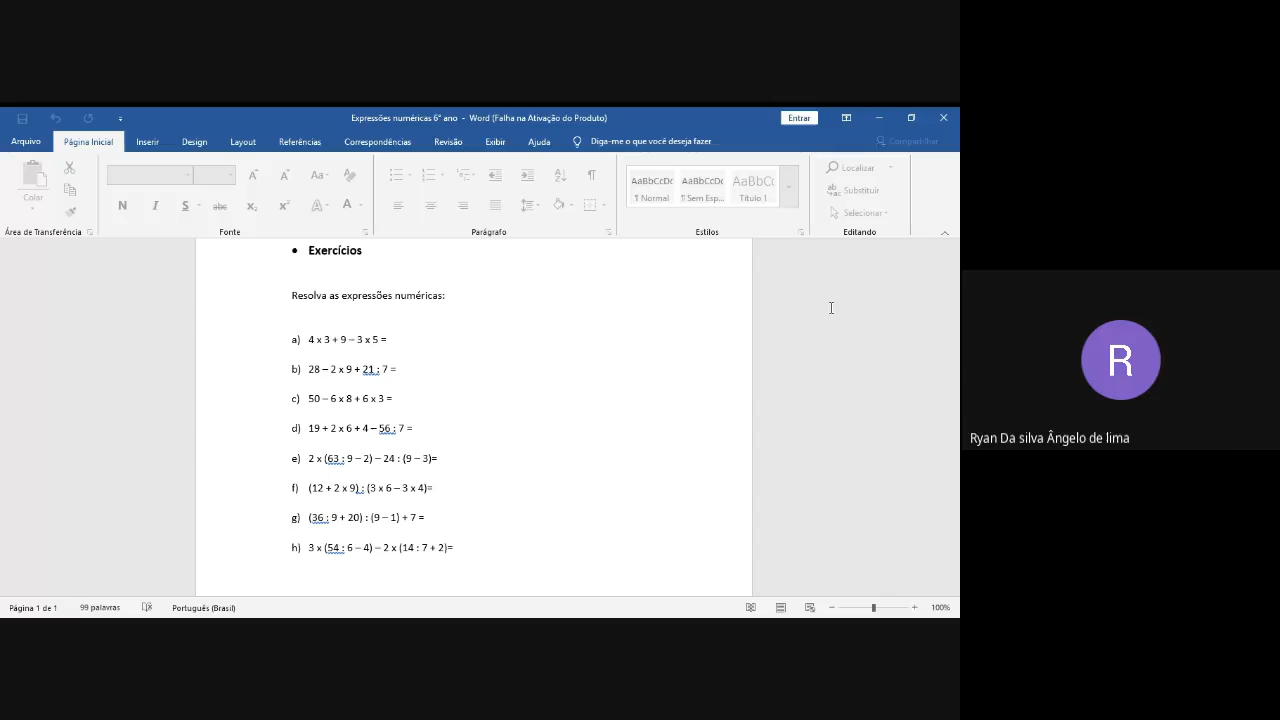 Expressões numéricas 6° ano - Word (Falha na Ativação do Produto)
Entrar
Arquivo Página Inicial Inserir Design Layout Referências Correspondências Revisão Exibir Ajuda Diga-me o que você deseja fazer Compartilhar
Colar
Área de Transferência
N I S abc X₂ X² A A
Aa
Fonte
Parágrafo
AaBbCcDc AaBbCcDc AaBbCc
¶ Normal ¶ Sem Esp... Título 1
Estilos
Localizar
Substituir
Selecionar
Editando
• Exercícios
Resolva as expressões numéricas:
a) 4 x 3 + 9 – 3 x 5 =
b) 28 – 2 x 9 + 21 : 7 =
c) 50 – 6 x 8 + 6 x 3 =
d) 19 + 2 x 6 + 4 – 56 : 7 =
e) 2 x (63 : 9 – 2) – 24 : (9 – 3)=
f) (12 + 2 x 9) : (3 x 6 – 3 x 4)=
g) (36 : 9 + 20) : (9 – 1) + 7 =
h) 3 x (54 : 6 – 4) – 2 x (14 : 7 + 2)=
Página 1 de 1 99 palavras Português (Brasil) 100%
R
Ryan Da silva Ângelo de lima